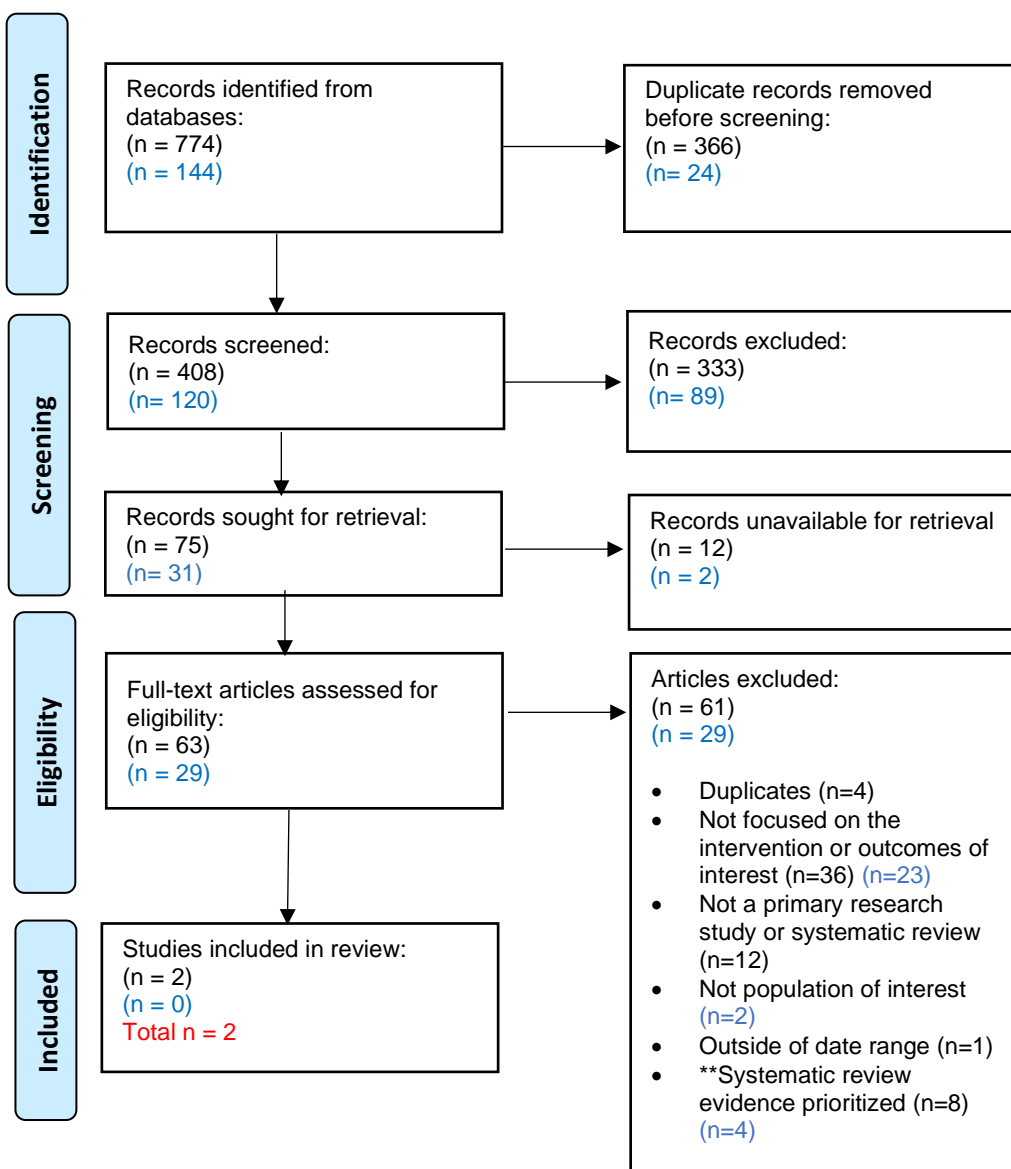 Identification
Records identified from
databases:
(n = 774)
(n = 144)
Duplicate records removed
before screening:
(n = 366)
(n= 24)
Screening
Records screened:
(n = 408)
(n= 120)
Records excluded:
(n = 333)
(n= 89)
Records sought for retrieval:
(n = 75)
(n= 31)
Records unavailable for retrieval
(n = 12)
(n = 2)
Eligibility
Full-text articles assessed for
eligibility:
(n = 63)
(n = 29)
Articles excluded:
(n = 61)
(n = 29)
• Duplicates (n=4)
• Not focused on the
intervention or outcomes of
interest (n=36) (n=23)
• Not a primary research
study or systematic review
(n=12)
• Not population of interest
(n=2)
• Outside of date range (n=1)
• **Systematic review
evidence prioritized (n=8)
(n=4)
Included
Studies included in review:
(n = 2)
(n = 0)
Total n = 2